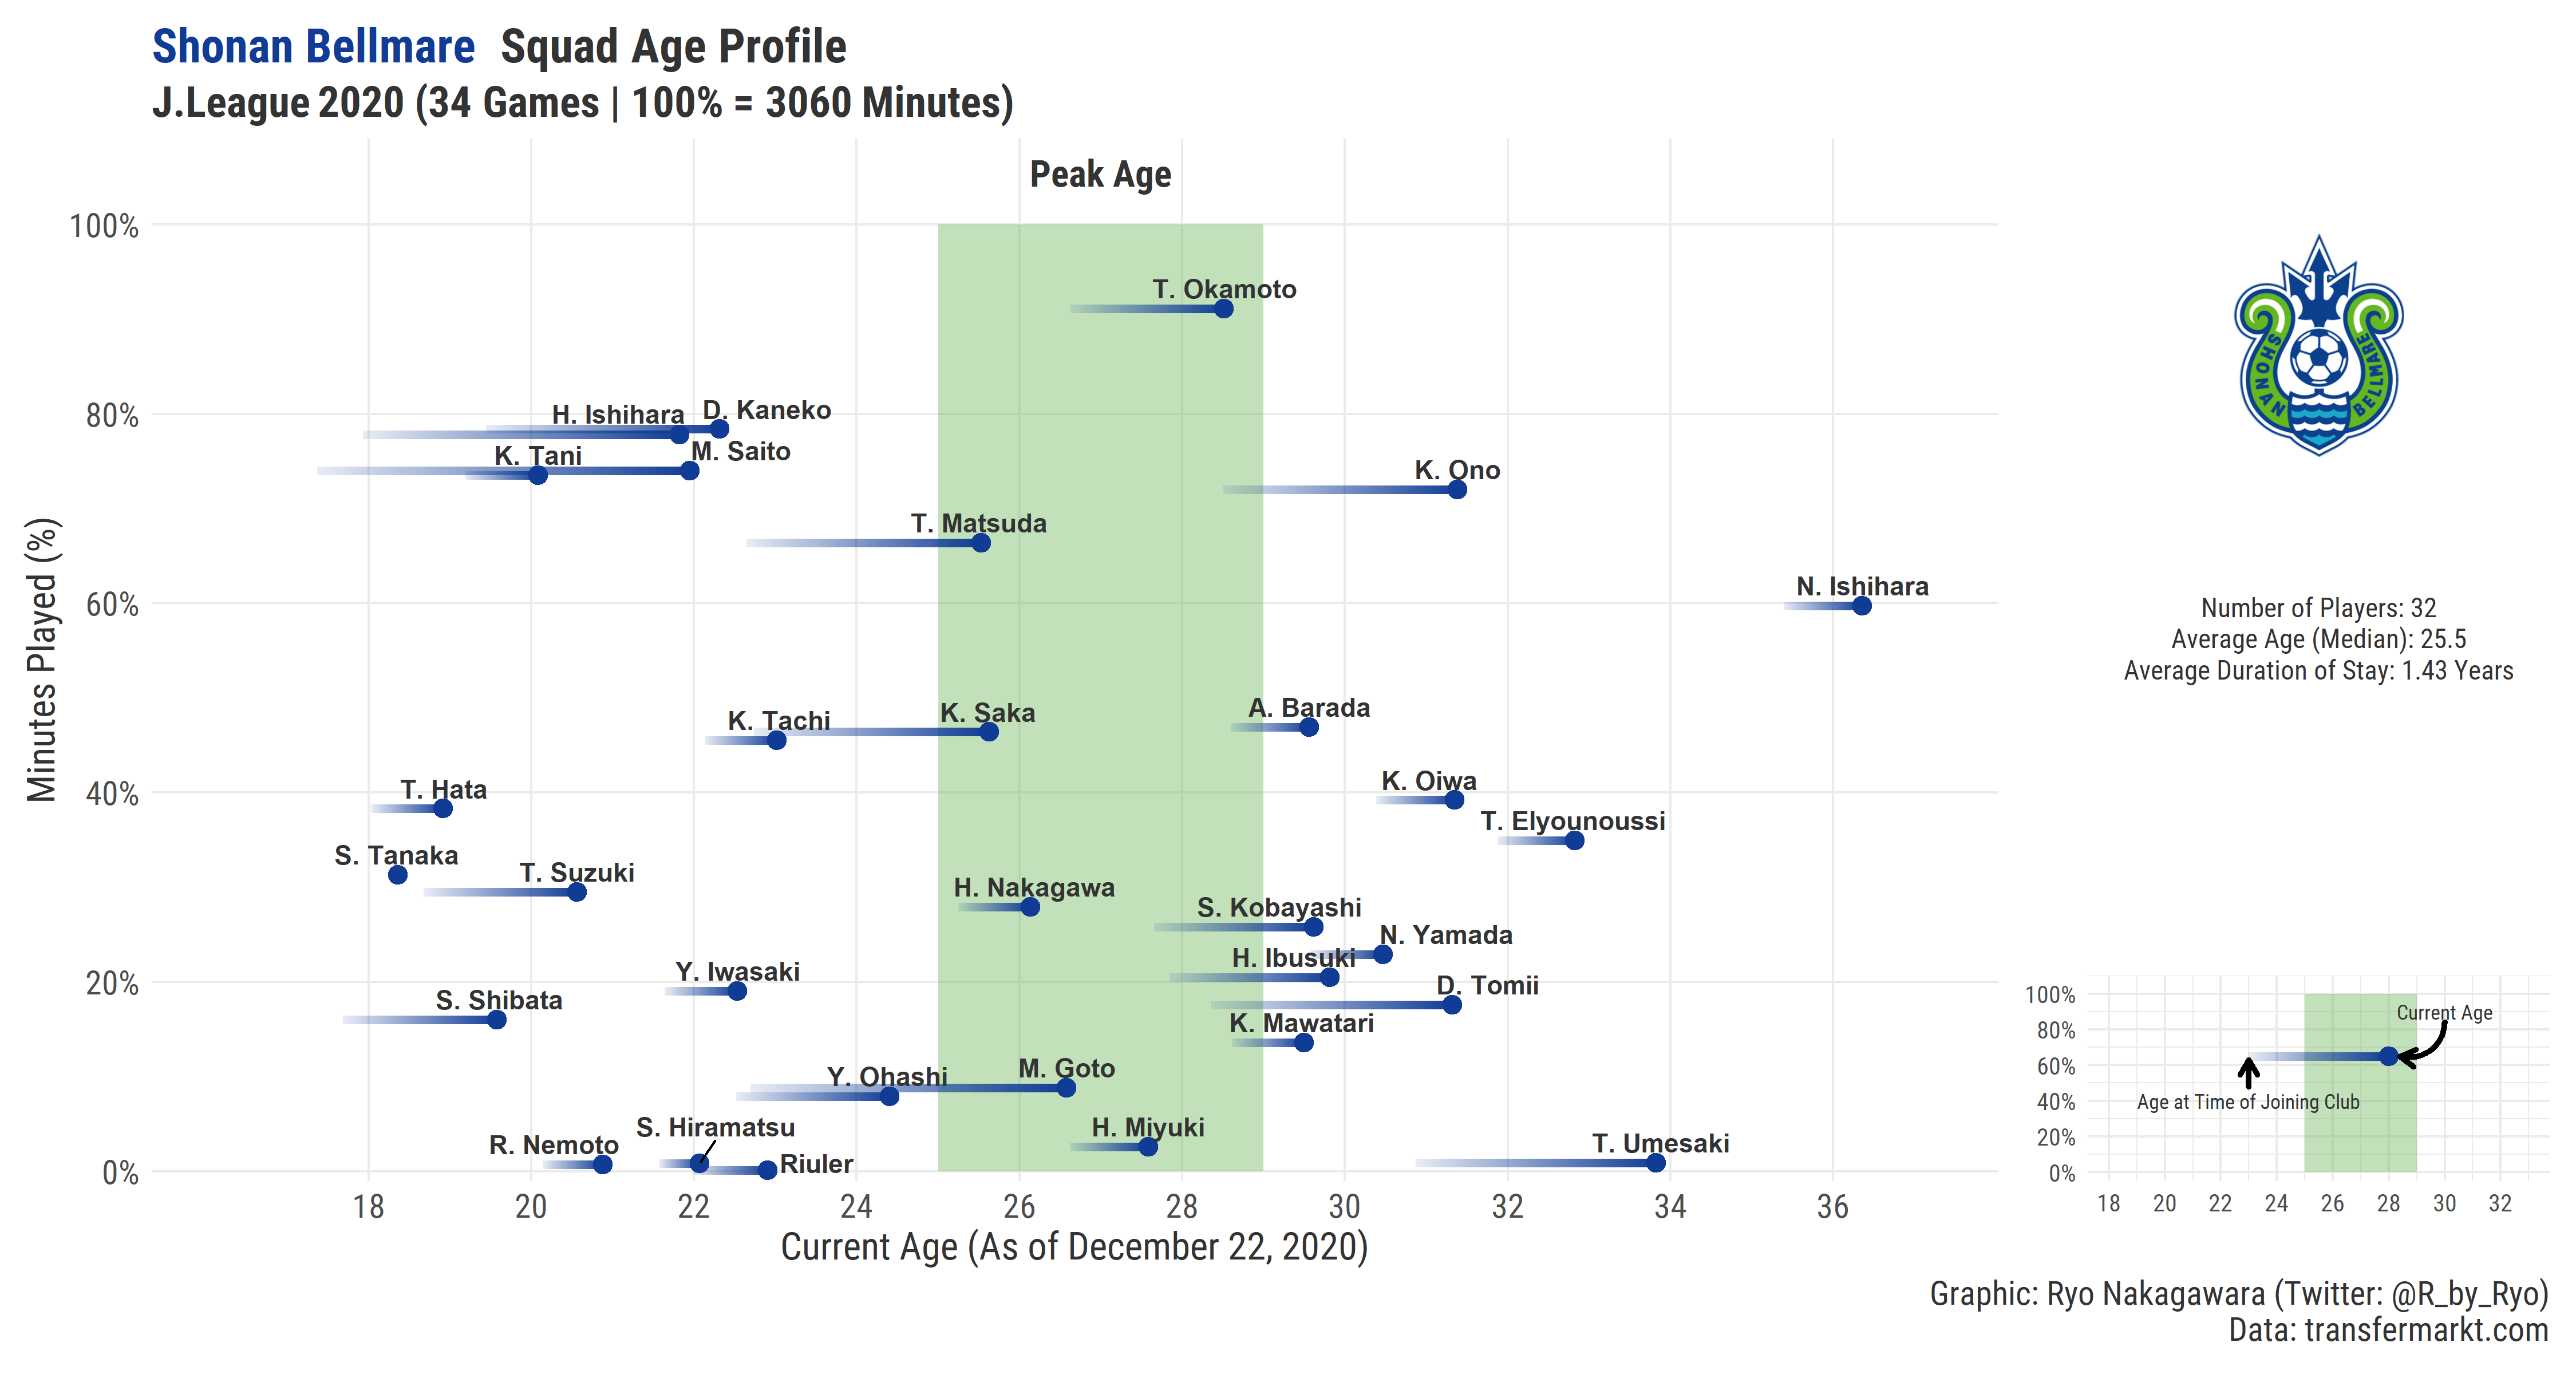 Shonan Bellmare Squad Age Profile
J.League 2020 (34 Games | 100% = 3060 Minutes)
Peak Age
100%
80%
60%
40%
20%
0%
Minutes Played (%)
T. Okamoto
H. Ishihara
D. Kaneko
K. Tani
M. Saito
K. Ono
T. Matsuda
N. Ishihara
K. Tachi
K. Saka
A. Barada
T. Hata
K. Oiwa
T. Elyounoussi
S. Tanaka
T. Suzuki
H. Nakagawa
S. Kobayashi
N. Yamada
H. Ibusuki
Y. Iwasaki
D. Tomii
S. Shibata
K. Mawatari
Y. Ohashi
M. Goto
S. Hiramatsu
H. Miyuki
R. Nemoto
Riuler
T. Umesaki
18 20 22 24 26 28 30 32 34 36
Current Age (As of December 22, 2020)
SHONAN BELLMARE
Number of Players: 32
Average Age (Median): 25.5
Average Duration of Stay: 1.43 Years
100%
80%
60%
40%
20%
0%
Current Age
Age at Time of Joining Club
18 20 22 24 26 28 30 32
Graphic: Ryo Nakagawara (Twitter: @R_by_Ryo)
Data: transfermarkt.com